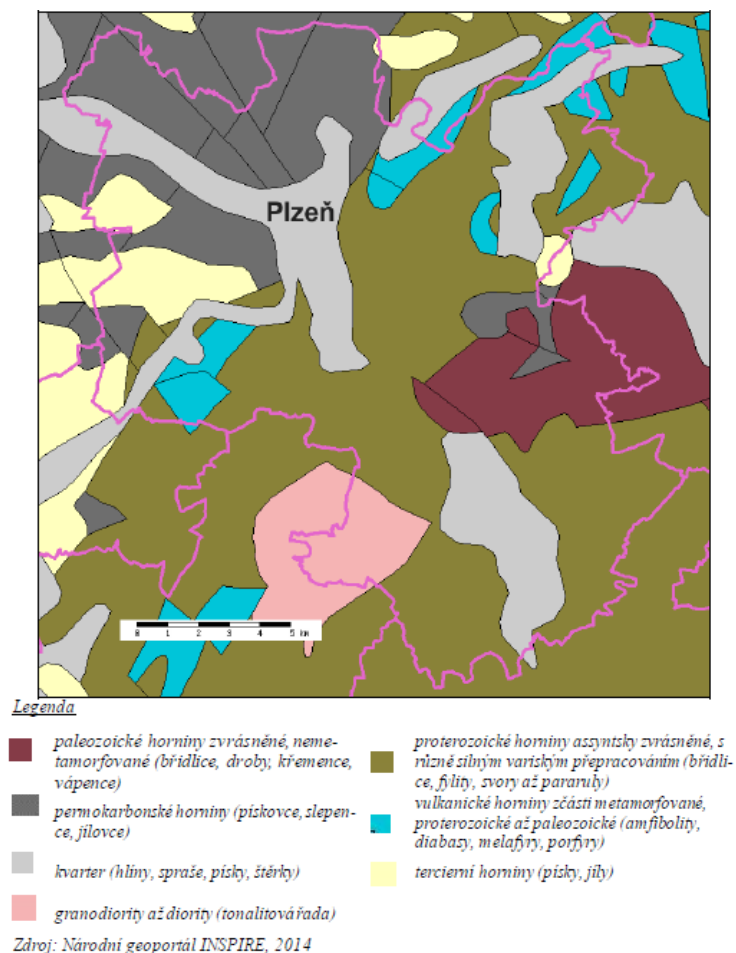 Plzeň
0 1 2 3 4 5 km
Legenda
paleozoické horniny zvrásněné, neme-
tamorfované (břidlice, droby, křemence,
vápence)
permokarbonské horniny (pískovce, slepen-
ce, jílovce)
kvarter (hlíny, spraše, písky, štěrky)
granodiority až diority (tonalitová řada)
proterozoické horniny assyntsky zvrásněné, s
různě silným variským přepracováním (břidli-
ce, fylity, svory až pararuly)
vulkanické horniny zčásti metamorfované,
proterozoické až paleozoické (amfibolity,
diabasy, melafyry, porfyry)
tercierní horniny (písky, jíly)
Zdroj: Národní geoportál INSPIRE, 2014